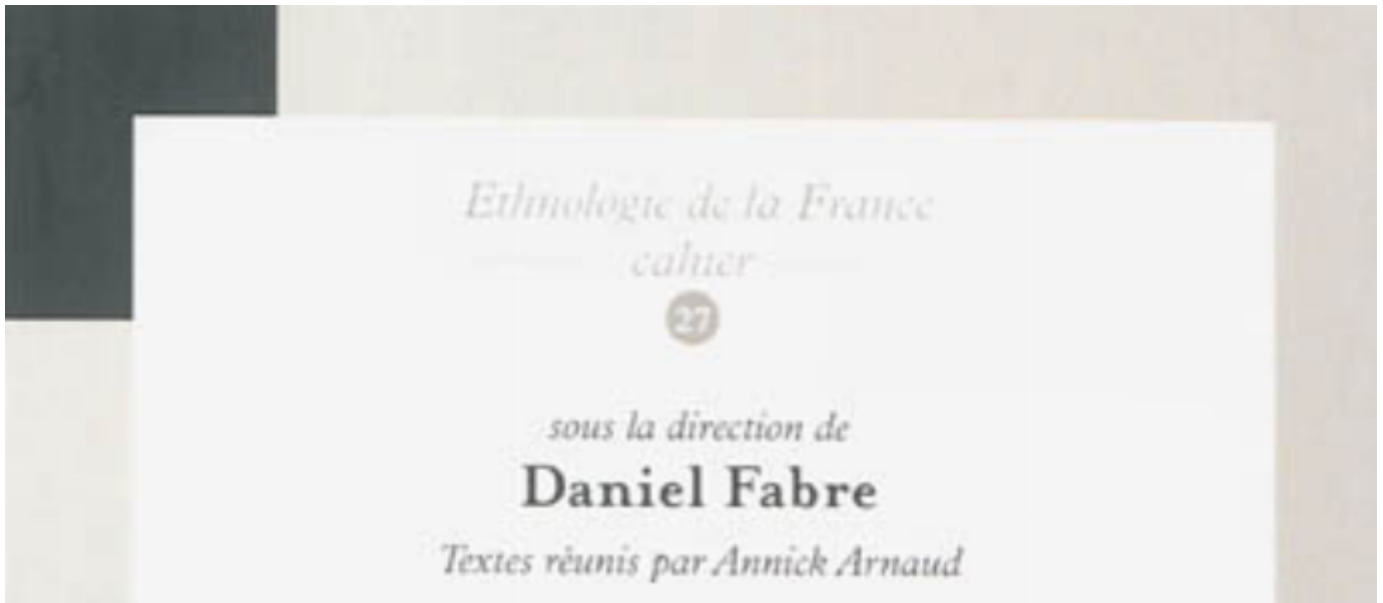 Ethnologie de la France
cahier
27
sous la direction de
Daniel Fabre
Textes réunis par Annick Arnaud